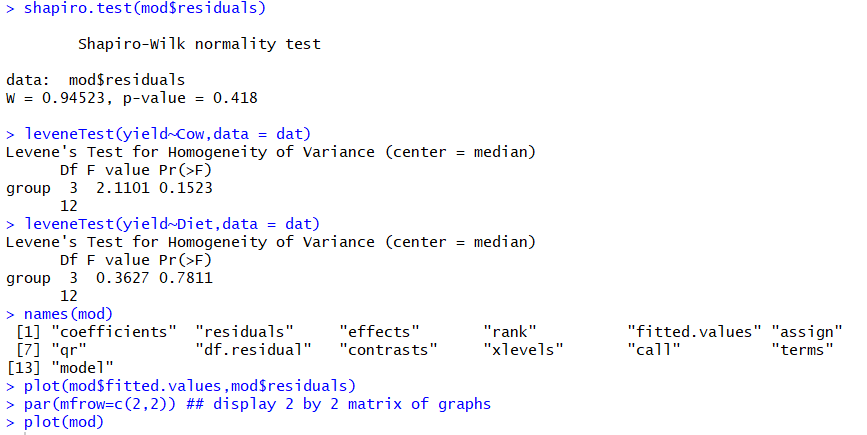 > shapiro.test(mod$residuals)
Shapiro-Wilk normality test
data:  mod$residuals
W = 0.94523, p-value = 0.418
> leveneTest(yield~Cow,data = dat)
Levene's Test for Homogeneity of Variance (center = median)
      Df F value Pr(>F)
group  3  2.1101 0.1523
      12
> leveneTest(yield~Diet,data = dat)
Levene's Test for Homogeneity of Variance (center = median)
      Df F value Pr(>F)
group  3  0.3627 0.7811
      12
> names(mod)
 [1] "coefficients"  "residuals"     "effects"       "rank"          "fitted.values" "assign"
 [7] "qr"            "df.residual"   "contrasts"     "xlevels"       "call"          "terms"
[13] "model"
> plot(mod$fitted.values,mod$residuals)
> par(mfrow=c(2,2)) ## display 2 by 2 matrix of graphs
> plot(mod)